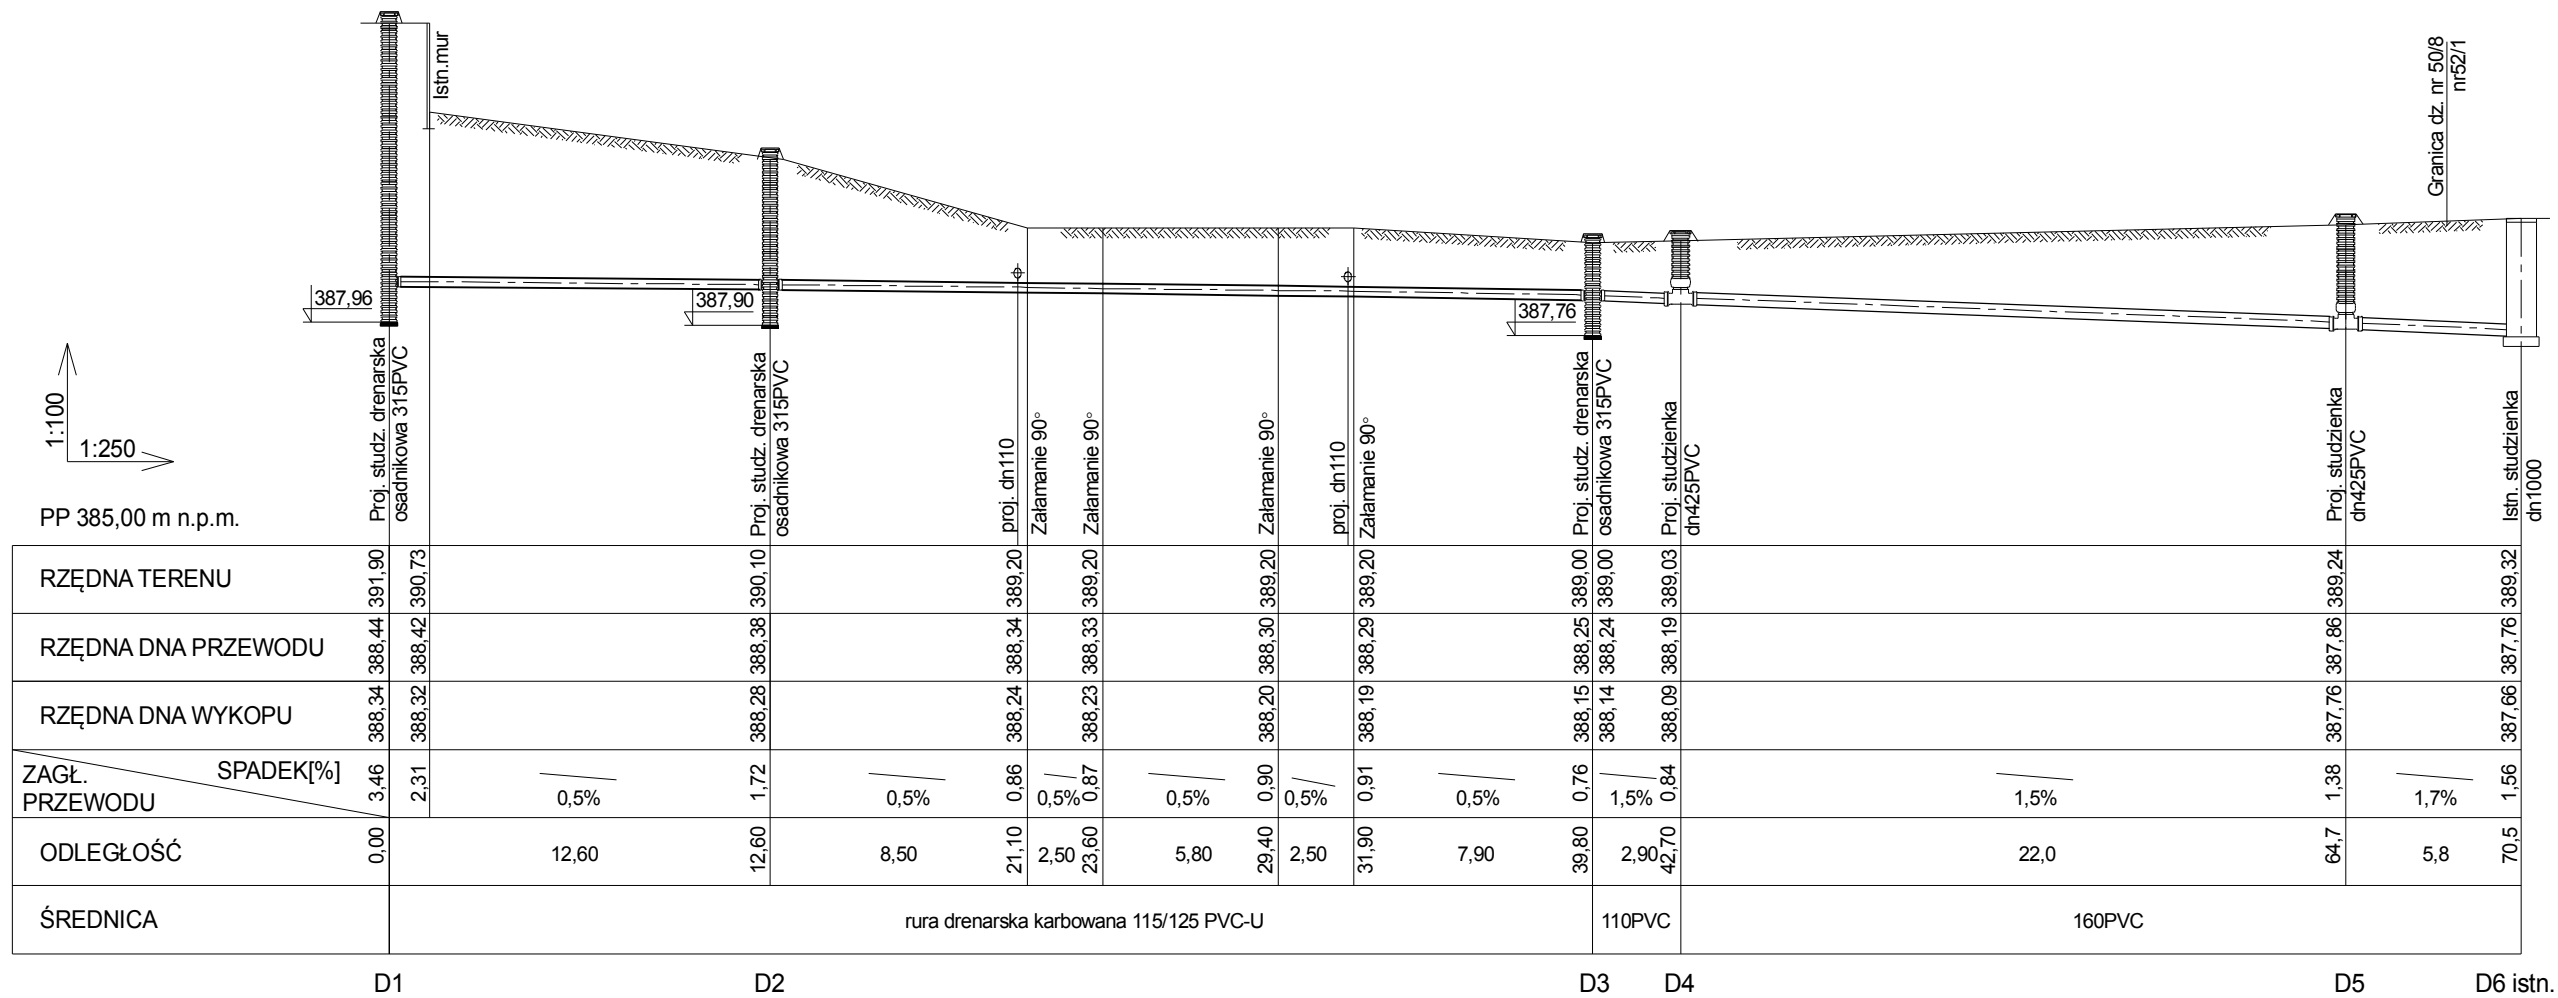 Istn.mur
Granica dz. nr 50/8
nr52/1
387,96
387,90
387,76
1:100
1:250
PP 385,00 m n.p.m.
Proj. studz. drenarska
osadnikowa 315PVC
Proj. studz. drenarska
osadnikowa 315PVC
proj. dn110
Załamanie 90°
Załamanie 90°
Załamanie 90°
proj. dn110
Załamanie 90°
Proj. studz. drenarska
osadnikowa 315PVC
Proj. studzienka
dn425PVC
Proj. studzienka
dn425PVC
Istn. studzienka
dn1000
RZĘDNA TERENU 391,90 390,73 390,10 389,20 389,20 389,20 389,20 389,00 389,00 389,03 389,24 389,32
RZĘDNA DNA PRZEWODU 388,44 388,42 388,38 388,34 388,33 388,30 388,29 388,25 388,24 388,19 387,86 387,76
RZĘDNA DNA WYKOPU 388,34 388,32 388,28 388,24 388,23 388,20 388,19 388,15 388,14 388,09 387,76 387,66
ZAGŁ. SPADEK[%]
PRZEWODU
3,46 2,31 0,5% 1,72 0,5% 0,86 0,5% 0,87 0,5% 0,90 0,5% 0,91 0,5% 0,76 1,5% 0,84 1,5% 1,38 1,7% 1,56
ODLEGŁOŚĆ 0,00 12,60 12,60 8,50 21,10 2,50 23,60 5,80 29,40 2,50 31,90 7,90 39,80 2,90 42,70 22,0 64,7 5,8 70,5
ŚREDNICA rura drenarska karbowana 115/125 PVC-U 110PVC 160PVC
D1 D2 D3 D4 D5 D6 istn.